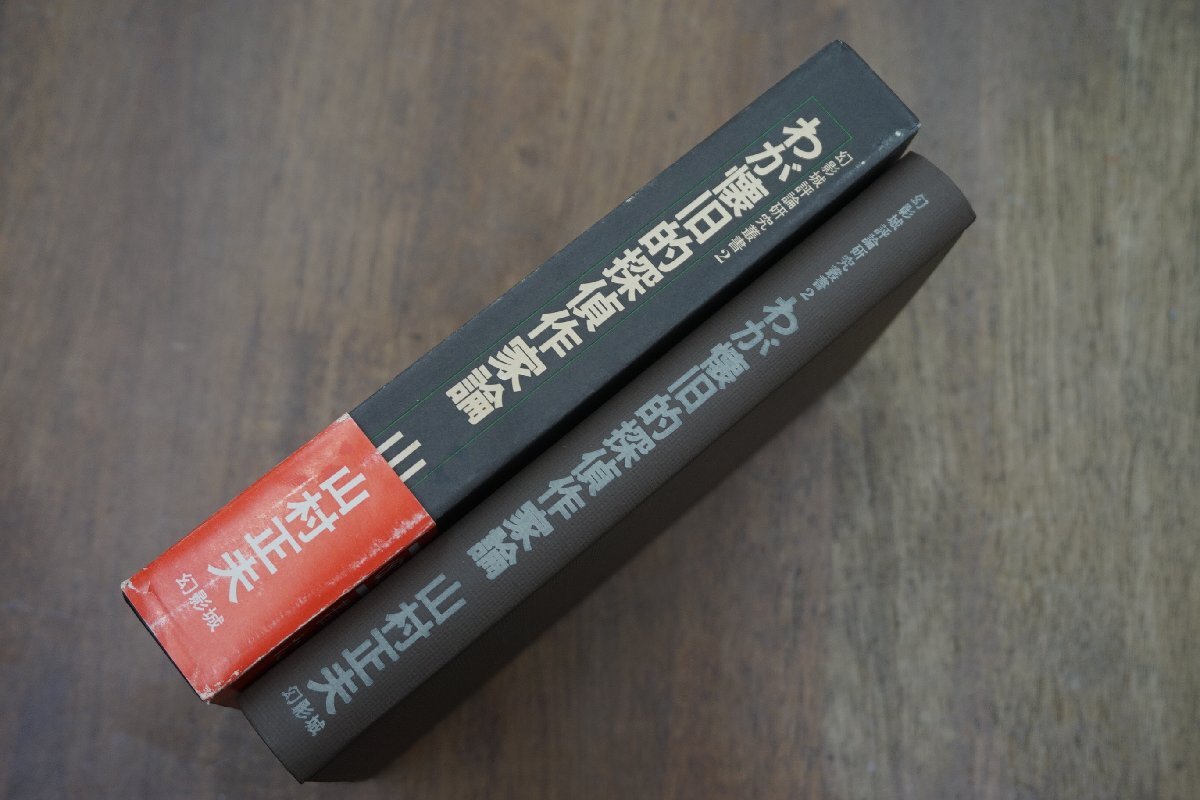 幻影城評論研究叢書2
わが懐旧的探偵作家論
山
山村正夫
幻影城
幻影城評論研究叢書2
わが懐旧的探偵作家論
山村正夫
幻影城